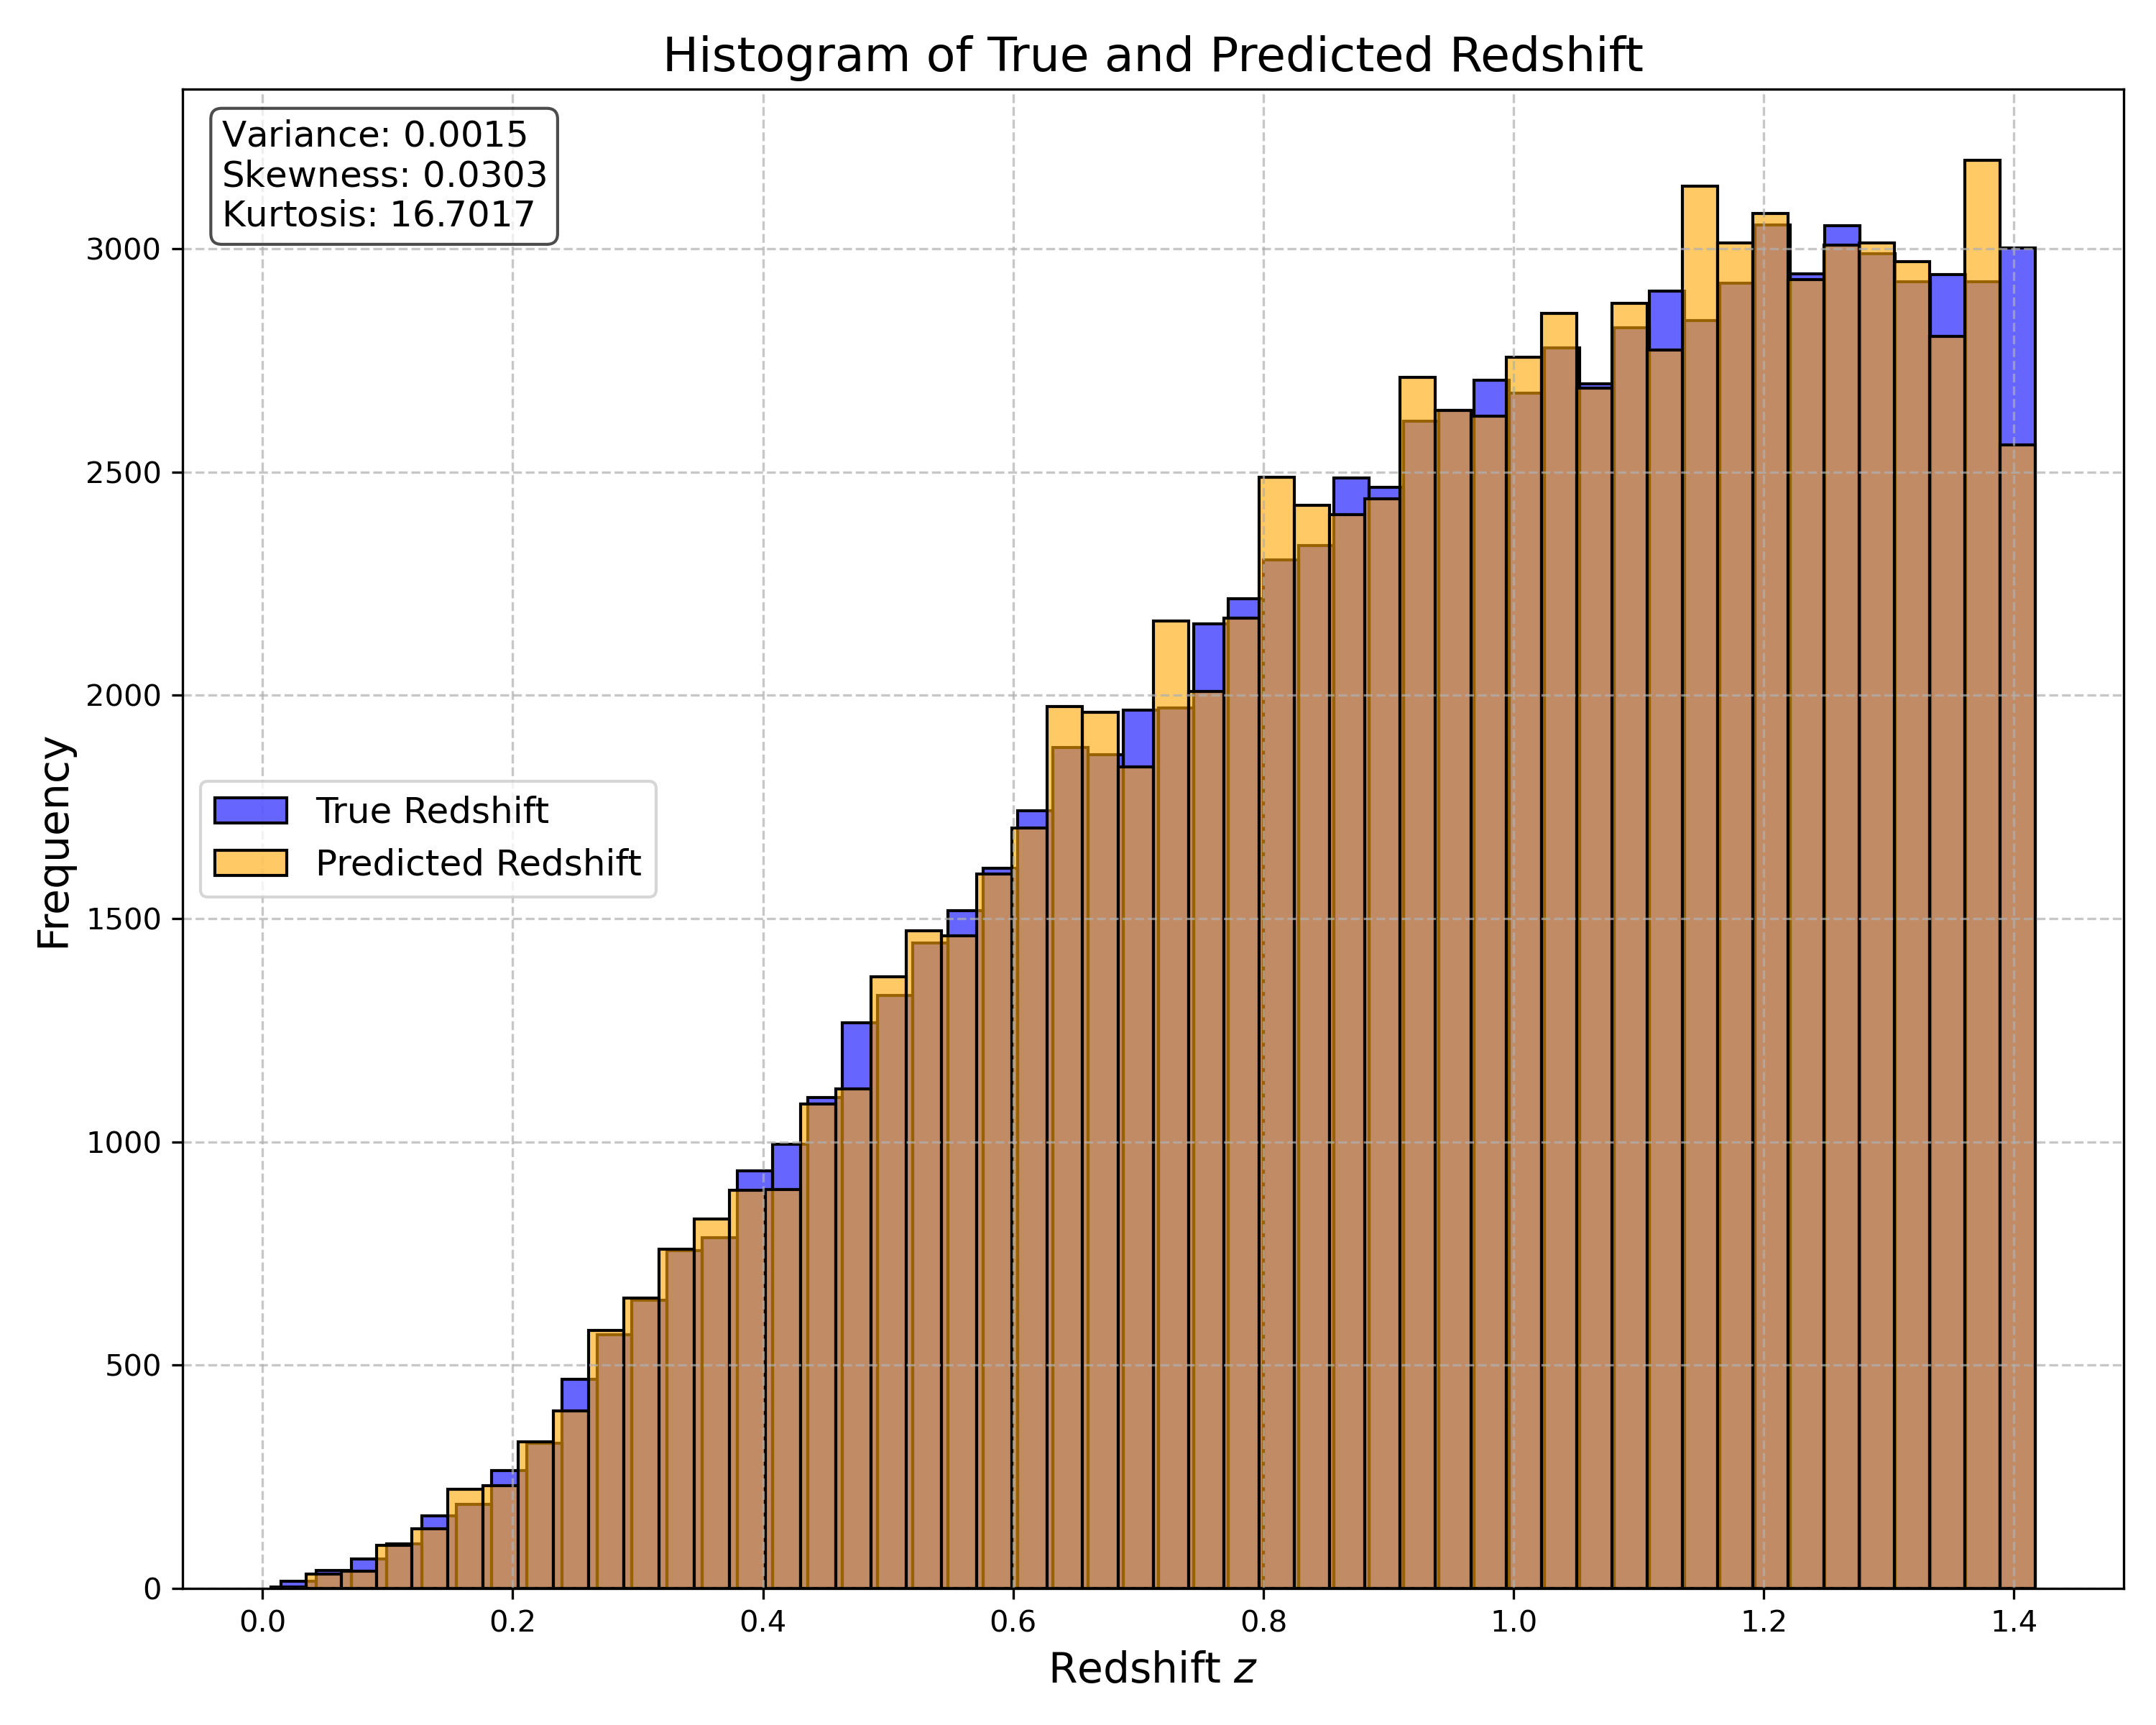 Histogram of True and Predicted Redshift
Variance: 0.0015
Skewness: 0.0303
Kurtosis: 16.7017
3000
2500
2000
1500
1000
500
0
Frequency
True Redshift
Predicted Redshift
0.0 0.2 0.4 0.6 0.8 1.0 1.2 1.4
Redshift z